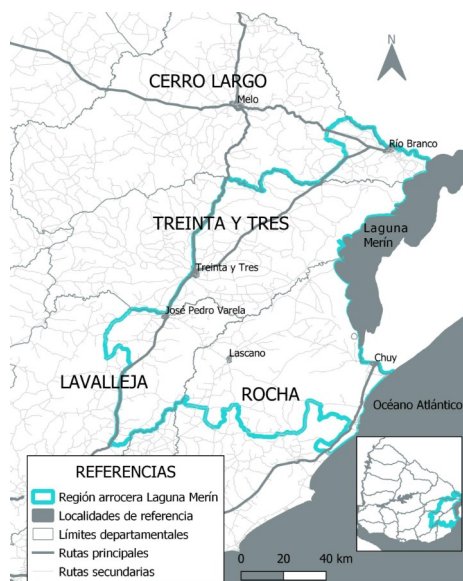 N
CERRO LARGO
Melo
Río Branco
TREINTA Y TRES
Laguna
Merín
Treinta y Tres
José Pedro Varela
Lascano
Chuy
LAVALLEJA
ROCHA
Océano Atlántico
REFERENCIAS
Región arrocera Laguna Merín
Localidades de referencia
Límites departamentales
Rutas principales
Rutas secundarias
0 20 40 km